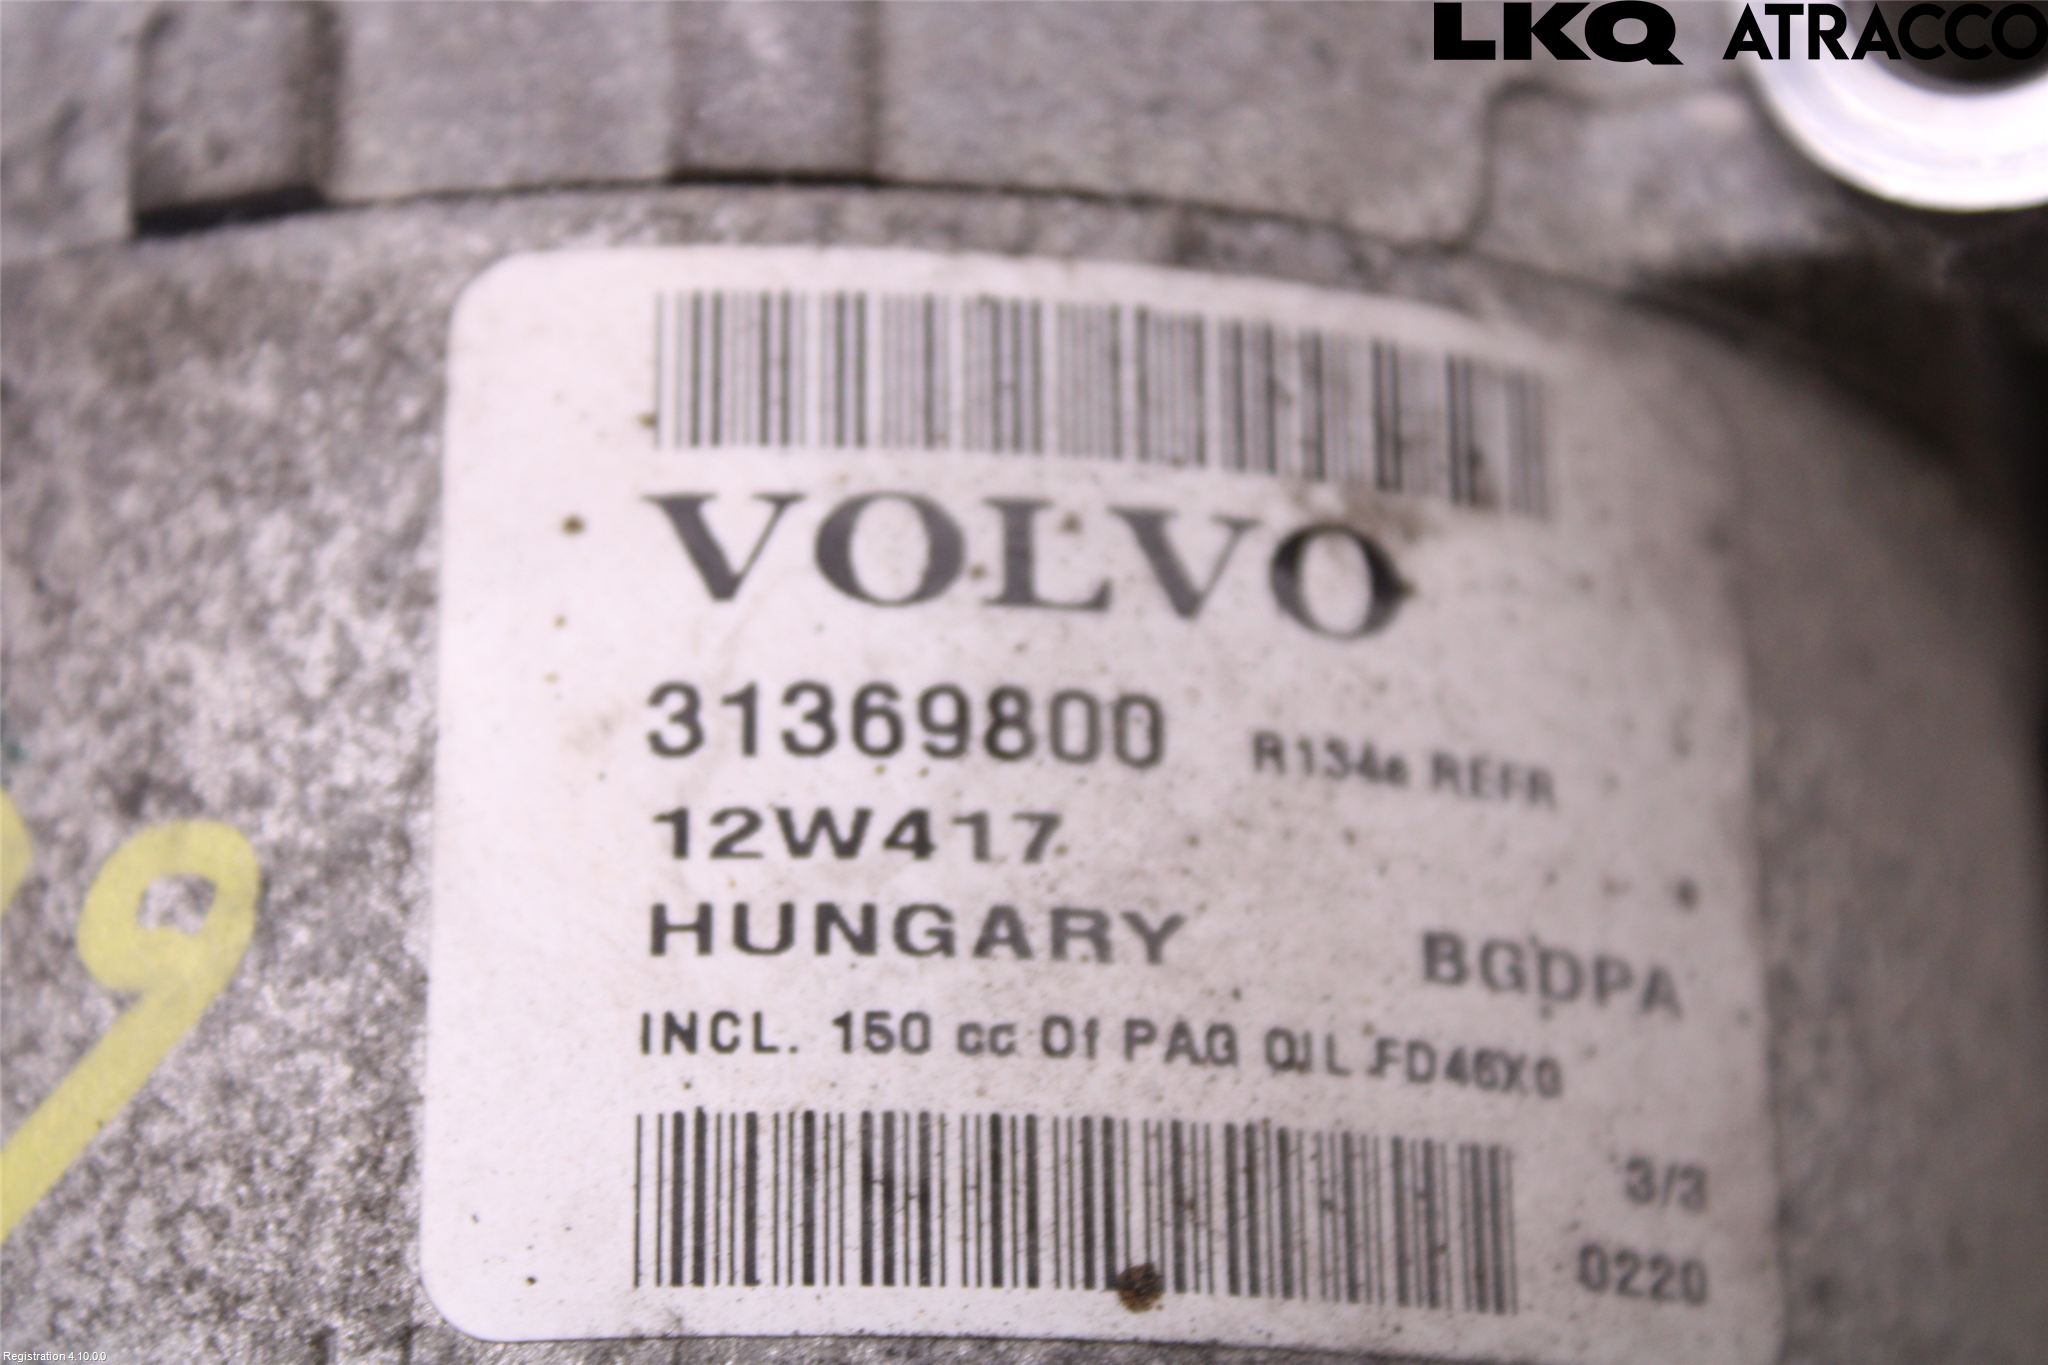 LKQ ATRACCO
VOLVO
31369800 R134a REFR
12W417
HUNGARY BGDPA
INCL. 150 cc Of PAG OIL FD46XG
3/3
0220
9
Registration 4.10.0.0